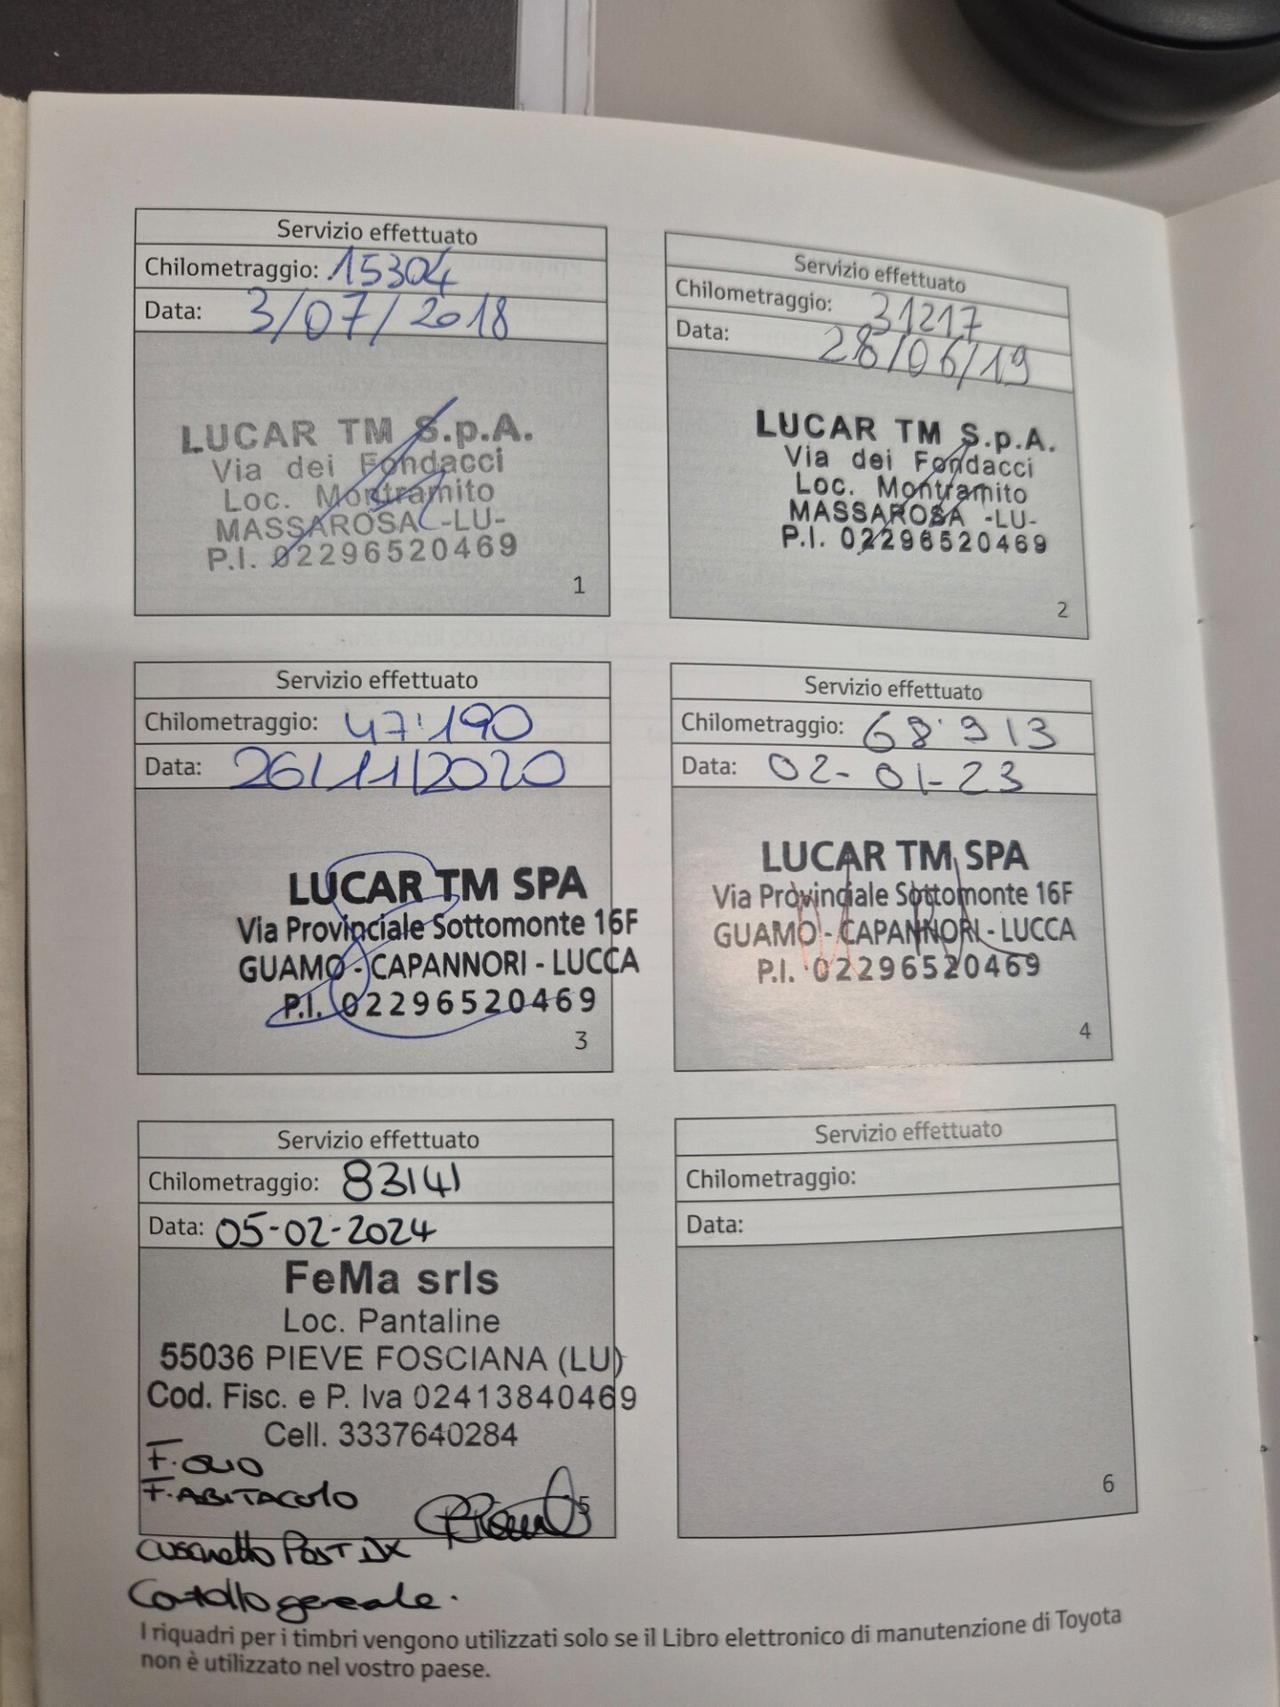 Servizio effettuato
Chilometraggio: 15304
Data: 3/07/2018
LUCAR TM S.p.A.
Via dei Fondacci
Loc. Montramito
MASSAROSA -LU-
P.I. 02296520469
1
Servizio effettuato
Chilometraggio: 31217
Data: 28/06/19
LUCAR TM S.p.A.
Via dei Fondacci
Loc. Montramito
MASSAROSA -LU-
P.I. 02296520469
2
Servizio effettuato
Chilometraggio: 47'190
Data: 26/11/2020
LUCAR TM SPA
Via Provinciale Sottomonte 16F
GUAMO - CAPANNORI - LUCCA
P.I. 02296520469
3
Servizio effettuato
Chilometraggio: 68'913
Data: 02-01-23
LUCAR TM SPA
Via Provinciale Sottomonte 16F
GUAMO - CAPANNORI - LUCCA
P.I. 02296520469
4
Servizio effettuato
Chilometraggio: 83141
Data: 05-02-2024
FeMa srls
Loc. Pantaline
55036 PIEVE FOSCIANA (LU)
Cod. Fisc. e P. Iva 02413840469
Cell. 3337640284
F. OLIO
F. ABITACOLO
5
cuscinetto POST DX
Controllo generale.
Servizio effettuato
Chilometraggio:
Data:
6
I riquadri per i timbri vengono utilizzati solo se il Libro elettronico di manutenzione di Toyota
non è utilizzato nel vostro paese.